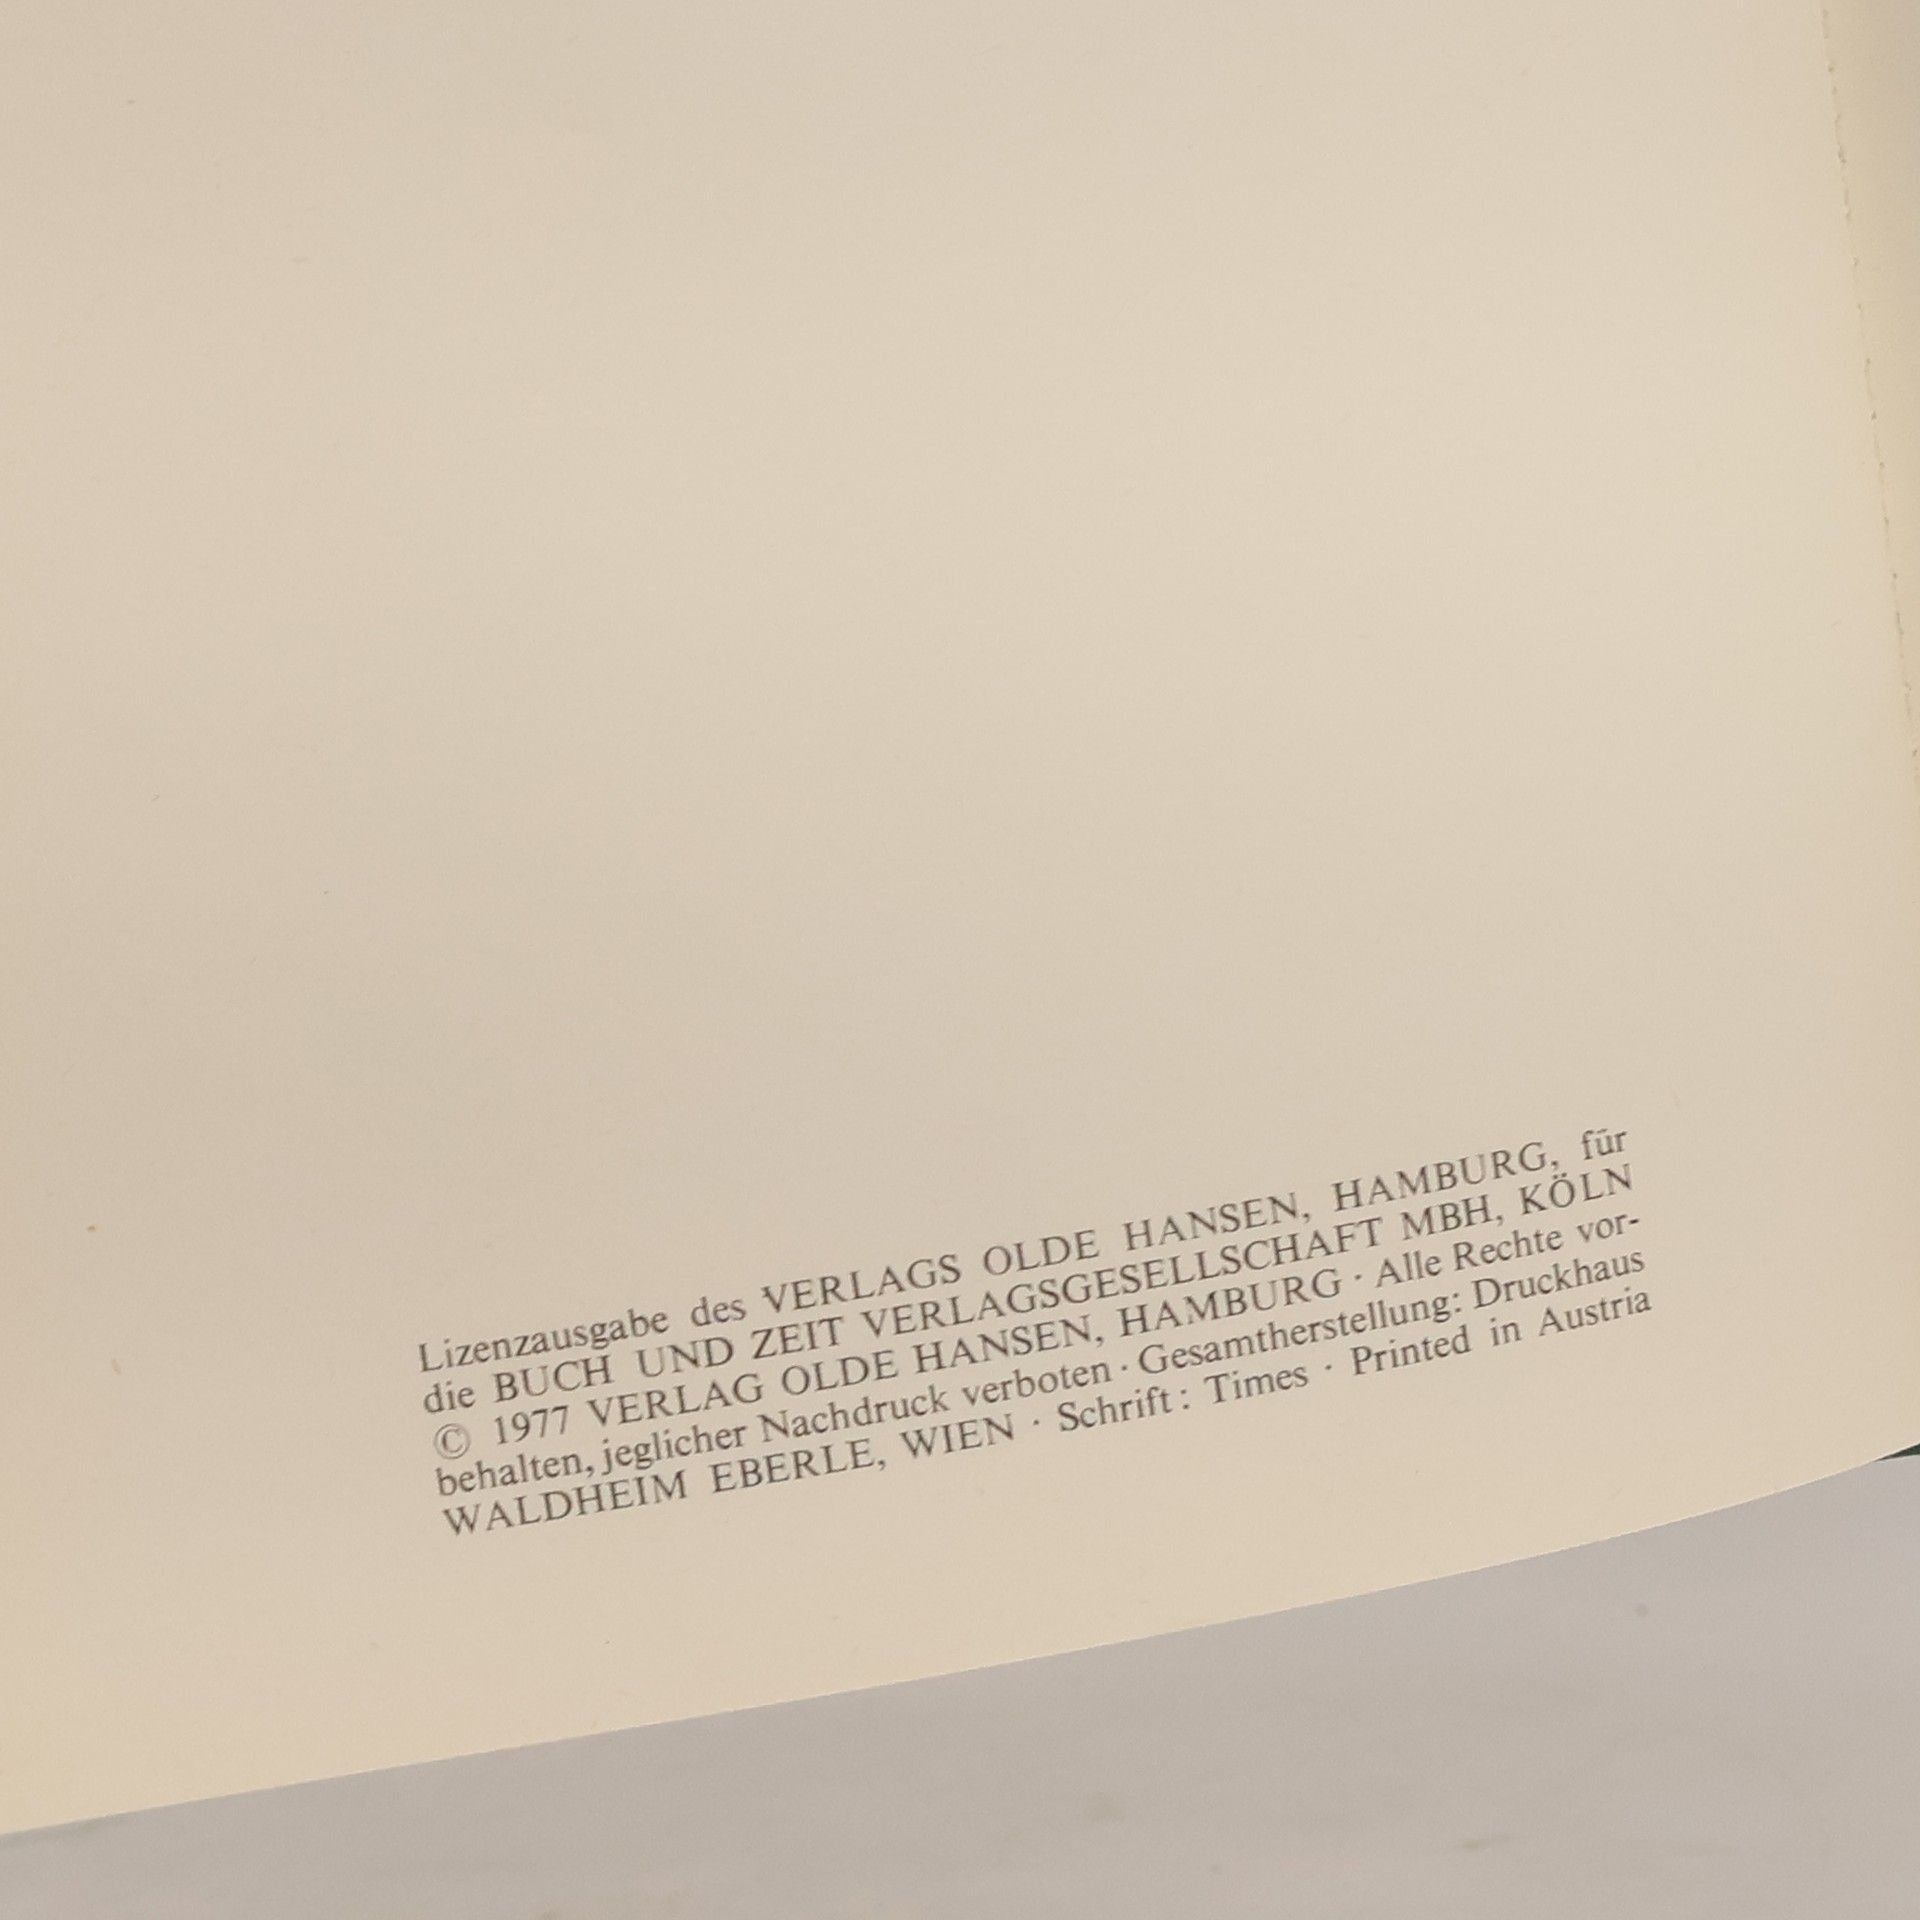 Lizenzausgabe des VERLAGS OLDE HANSEN, HAMBURG, für
die BUCH UND ZEIT VERLAGSGESELLSCHAFT MBH, KÖLN
© 1977 VERLAG OLDE HANSEN, HAMBURG · Alle Rechte vor-
behalten, jeglicher Nachdruck verboten · Gesamtherstellung: Druckhaus
WALDHEIM EBERLE, WIEN · Schrift: Times · Printed in Austria